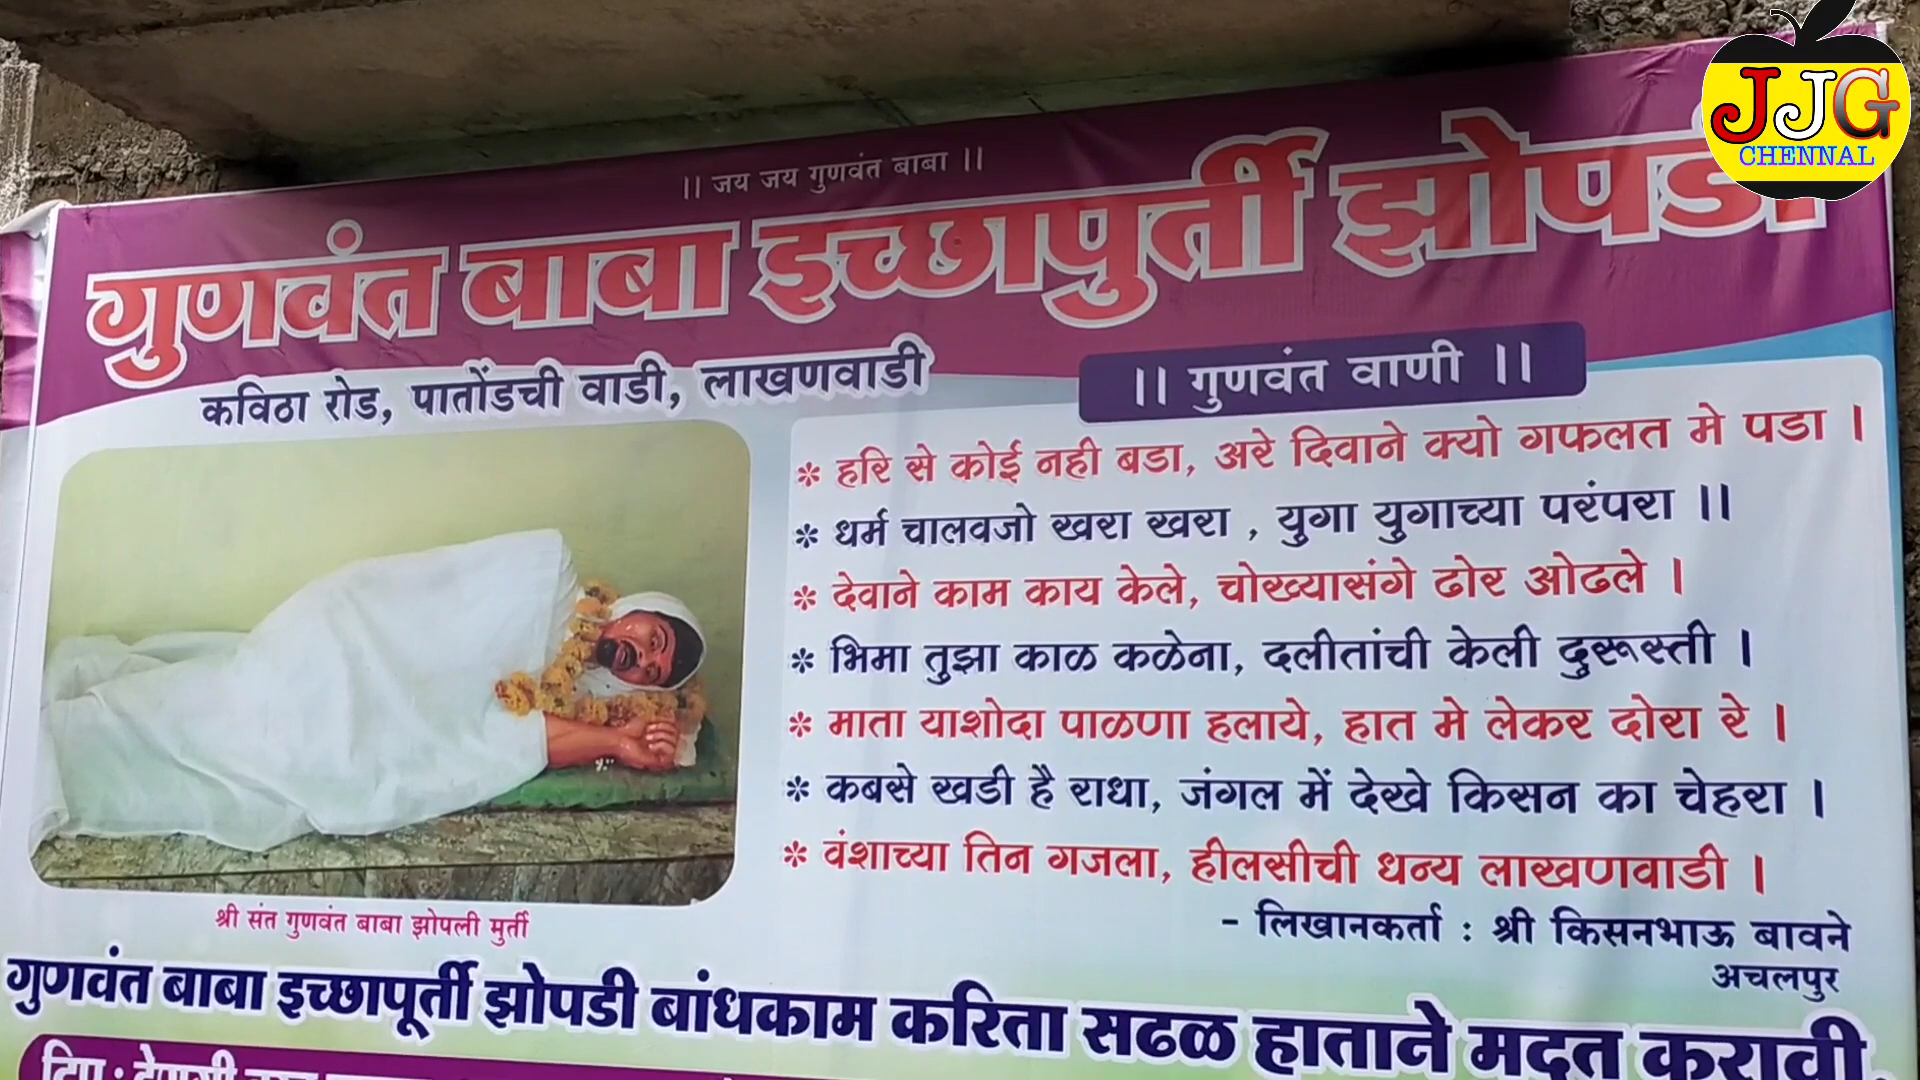 JJG
CHENNAL
|| जय जय गुणवंत बाबा ||
गुणवंत बाबा इच्छापुर्ती झोपडी
कविठा रोड, पातोंडची वाडी, लाखणवाडी
|| गुणवंत वाणी ||
* हरि से कोई नही बडा, अरे दिवाने क्यो गफलत मे पडा |
* धर्म चालवजो खरा खरा , युगा युगाच्या परंपरा ||
* देवाने काम काय केले, चोख्यासंगे ढोर ओढले |
* भिमा तुझा काळ कळेना, दलीतांची केली दुरूस्ती |
* माता याशोदा पाळणा हलाये, हात मे लेकर दोरा रे |
* कबसे खडी है राधा, जंगल में देखे किसन का चेहरा |
* वंशाच्या तिन गजला, हीलसीची धन्य लाखणवाडी |
- लिखानकर्ता : श्री किसनभाऊ बावने
अचलपुर
श्री संत गुणवंत बाबा झोपली मुर्ती
गुणवंत बाबा इच्छापूर्ती झोपडी बांधकाम करिता सढळ हाताने मदत करावी.
टिप :